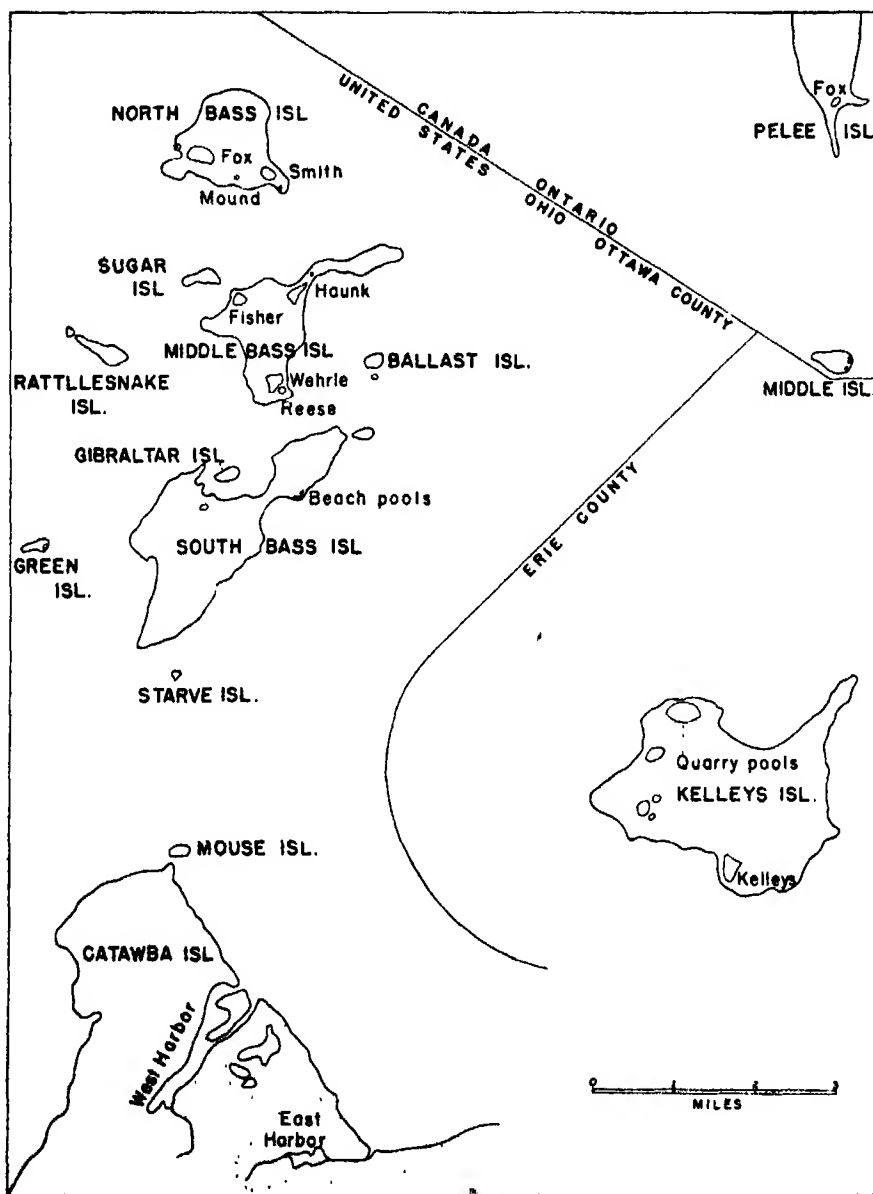 NORTH BASS ISL
Fox
Smith
Mound
CANADA
UNITED STATES
ONTARIO
OHIO OTTAWA COUNTY
Fox
PELEE ISL
SUGAR
ISL
Haunk
Fisher
MIDDLE BASS ISL
RATTLLESNAKE
ISL.
BALLAST ISL.
Wehrle
Reese
MIDDLE ISL.
GIBRALTAR ISL
Beach pools
SOUTH BASS ISL
GREEN
ISL.
ERIE COUNTY
STARVE ISL.
Quarry pools
KELLEYS ISL.
Kelleys
MOUSE ISL.
CATAWBA ISL
West Harbor
East
Harbor
0
MILES